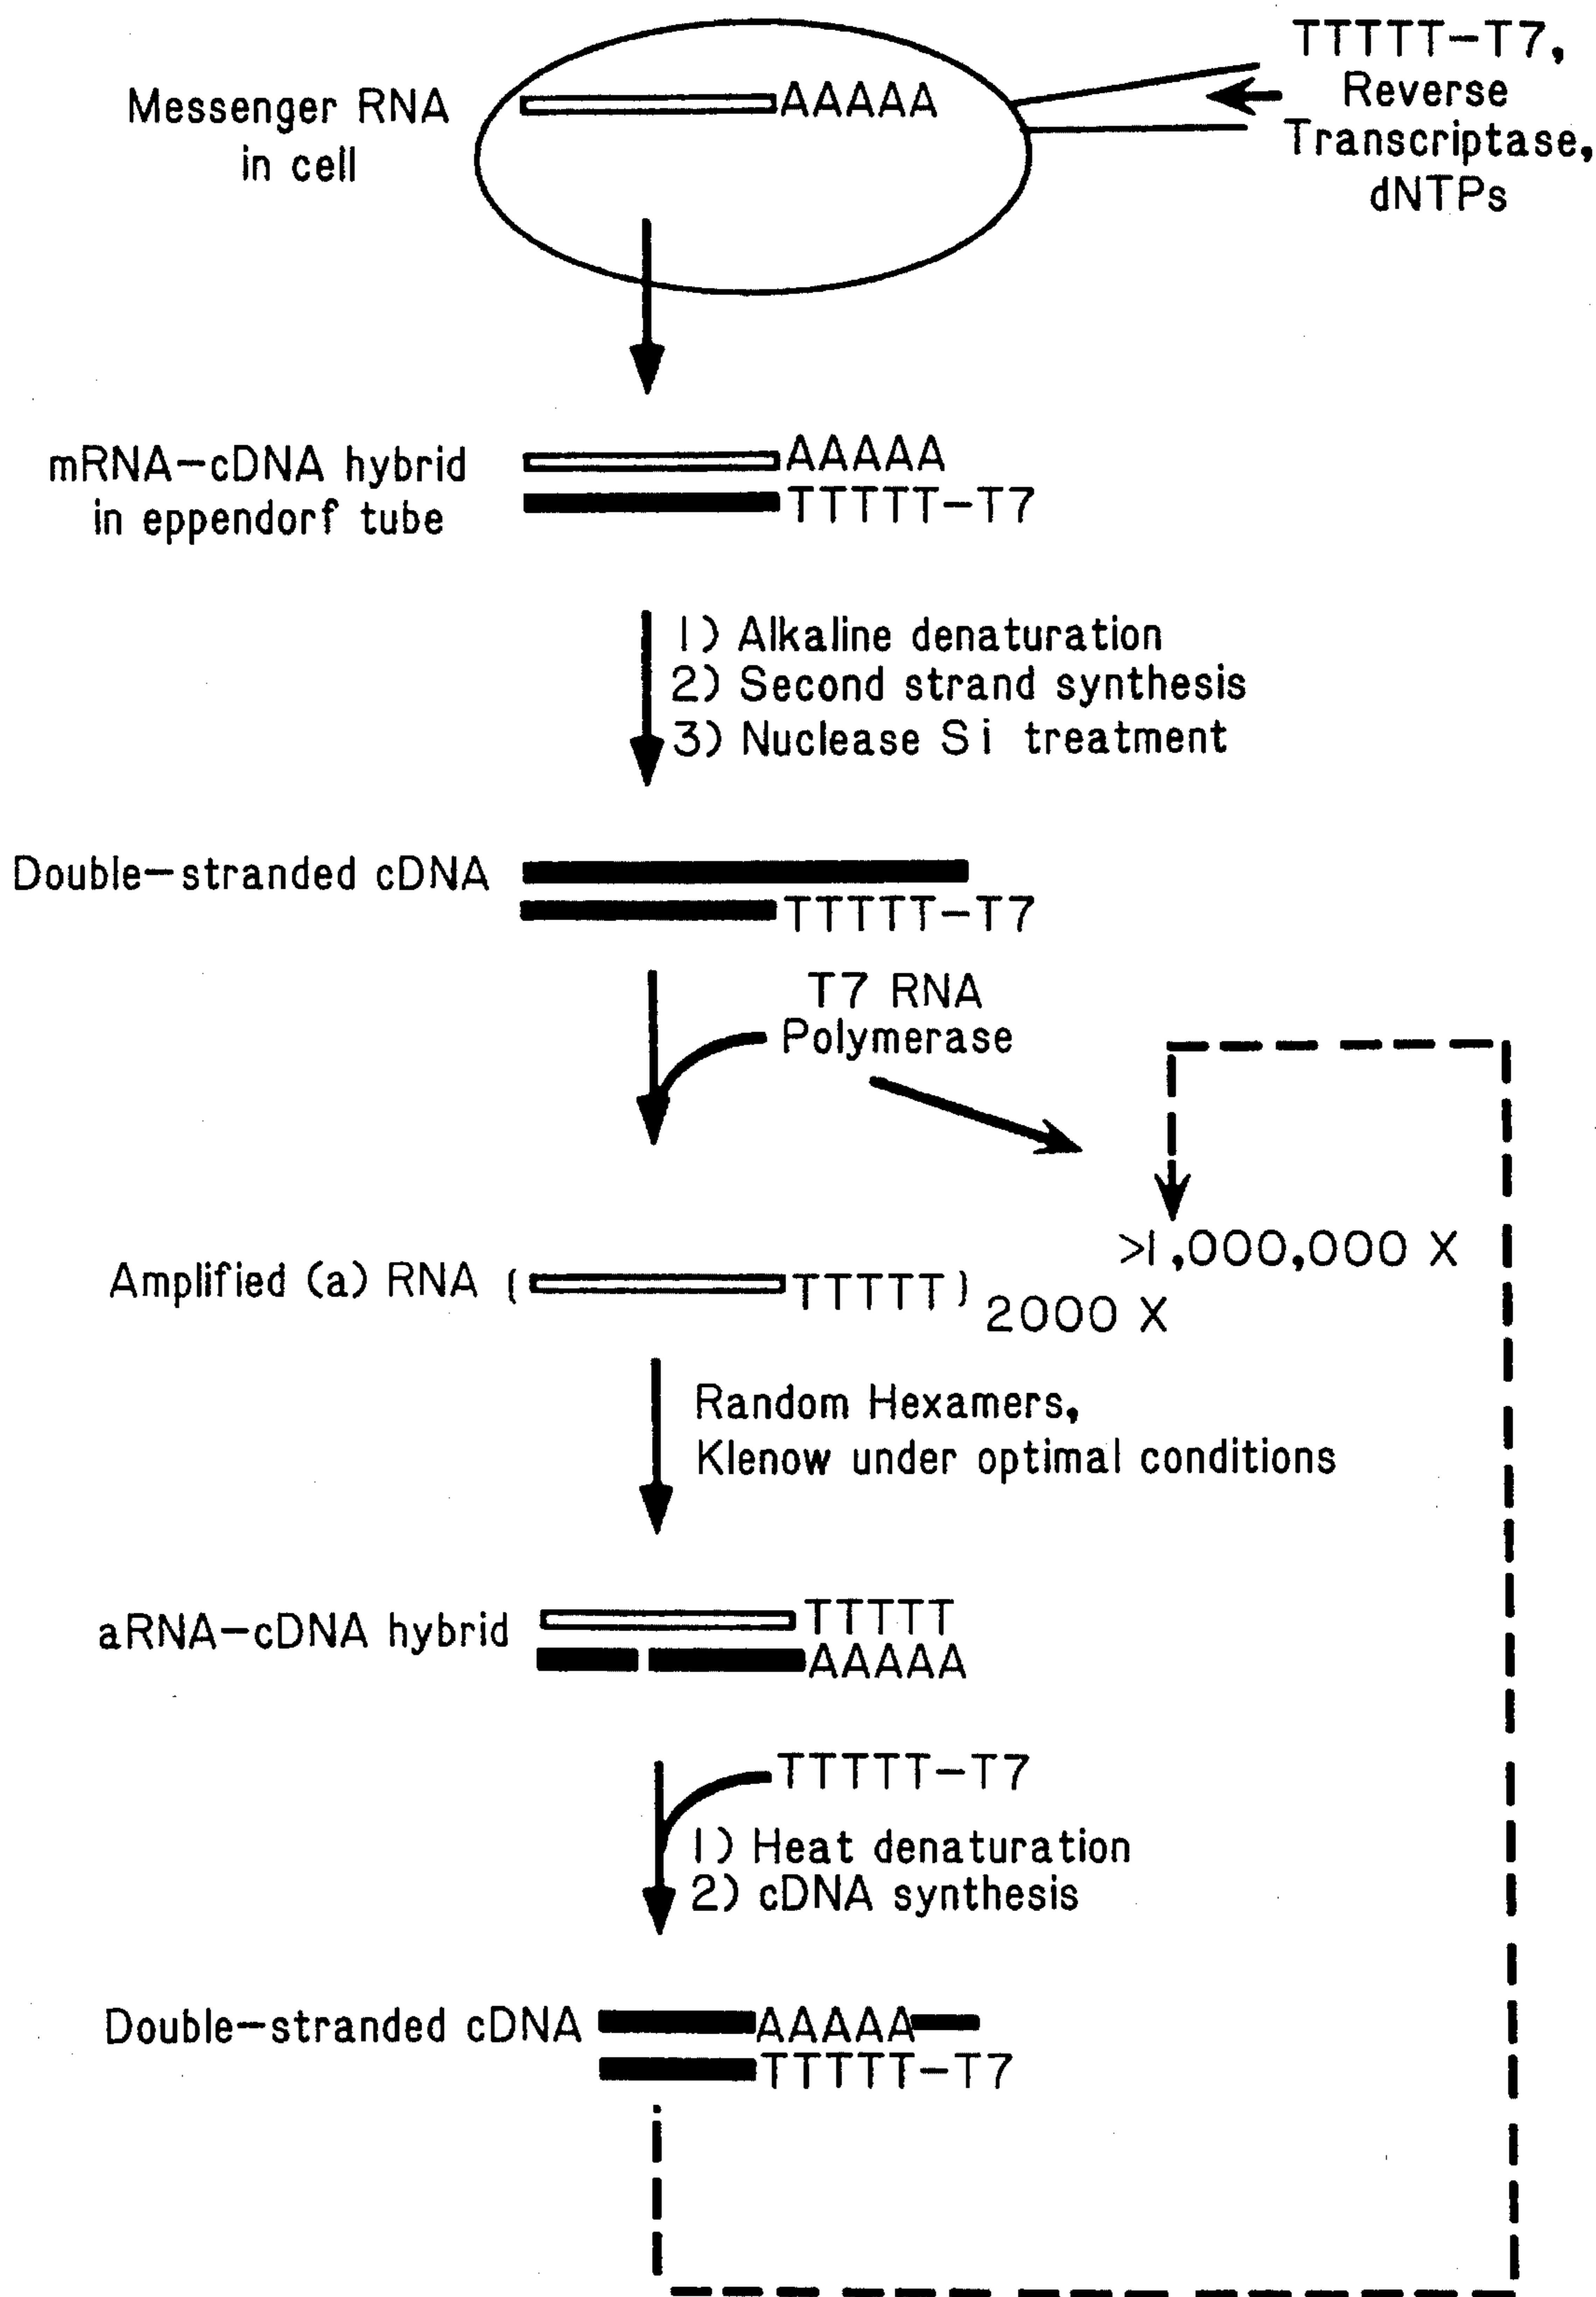 TTTTT-T7,
Reverse
Transcriptase,
dNTPs
Messenger RNA
in cell
AAAAA
mRNA-cDNA hybrid
in eppendorf tube
AAAAA
TTTTT-T7
1) Alkaline denaturation
2) Second strand synthesis
3) Nuclease Si treatment
Double-stranded cDNA
TTTTT-T7
T7 RNA
Polymerase
>1,000,000 X
Amplified (a) RNA
( TTTTT) 2000 X
Random Hexamers,
Klenow under optimal conditions
aRNA-cDNA hybrid
TTTTT
AAAAA
TTTTT-T7
1) Heat denaturation
2) cDNA synthesis
Double-stranded cDNA
AAAAA
TTTTT-T7